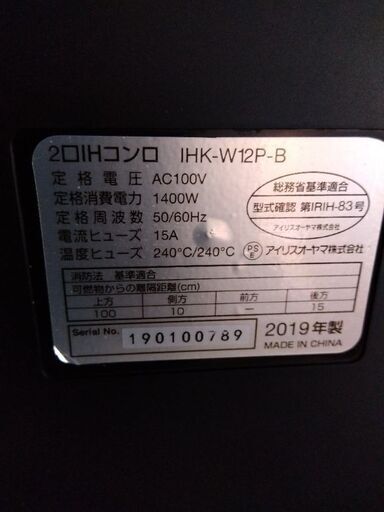 2口IHコンロ IHK-W12P-B
定格電圧 AC100V
定格消費電力 1400W
定格周波数 50/60Hz
電流ヒューズ 15A
温度ヒューズ 240℃/240℃
PSE
アイリスオーヤマ株式会社
総務省基準適合
型式確認 第IRIH-83号
アイリスオーヤマ株式会社
消防法 基準適合
可燃物からの離隔距離(cm)
上方 側方 前方 後方
100 10 ― 15
Serial No. 190100789
2019年製
MADE IN CHINA